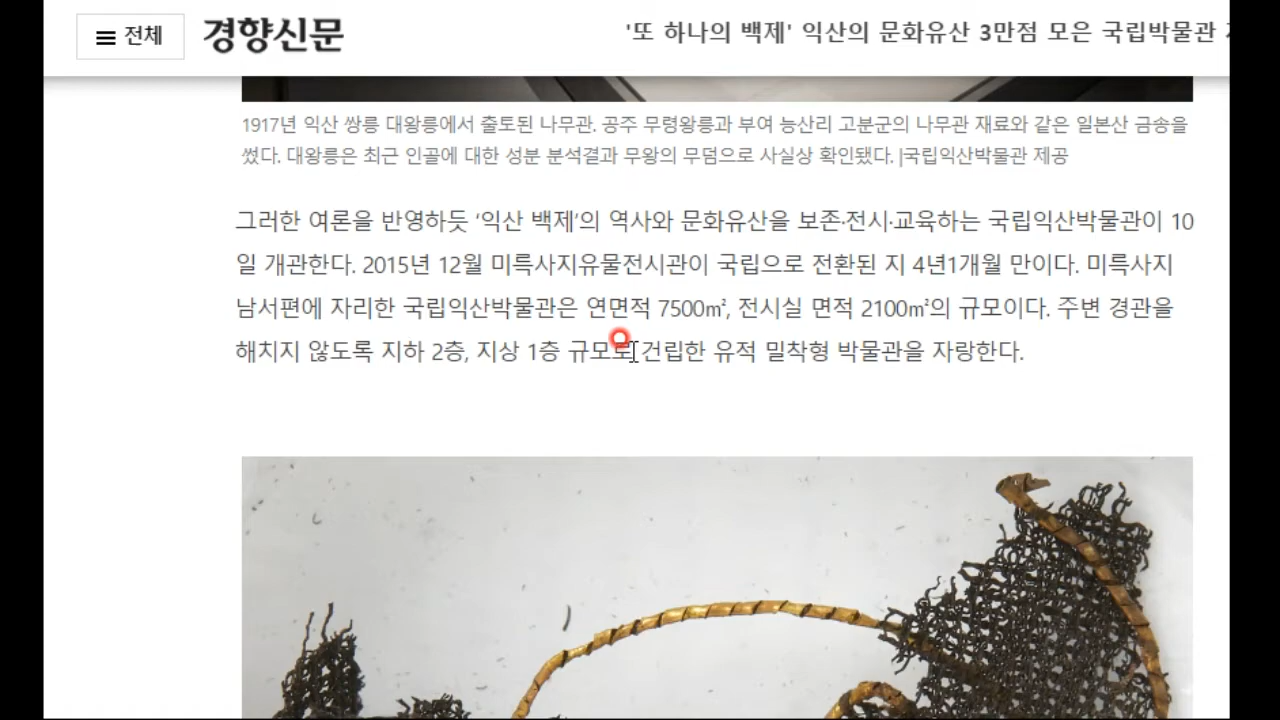 전체
경향신문
'또 하나의 백제' 익산의 문화유산 3만점 모은 국립박물관
1917년 익산 쌍릉 대왕릉에서 출토된 나무관. 공주 무령왕릉과 부여 능산리 고분군의 나무관 재료와 같은 일본산 금송을
썼다. 대왕릉은 최근 인골에 대한 성분 분석결과 무왕의 무덤으로 사실상 확인됐다. |국립익산박물관 제공
그러한 여론을 반영하듯 ‘익산 백제’의 역사와 문화유산을 보존·전시·교육하는 국립익산박물관이 10
일 개관한다. 2015년 12월 미륵사지유물전시관이 국립으로 전환된 지 4년1개월 만이다. 미륵사지
남서편에 자리한 국립익산박물관은 연면적 7500㎡, 전시실 면적 2100㎡의 규모이다. 주변 경관을
해치지 않도록 지하 2층, 지상 1층 규모로 건립한 유적 밀착형 박물관을 자랑한다.